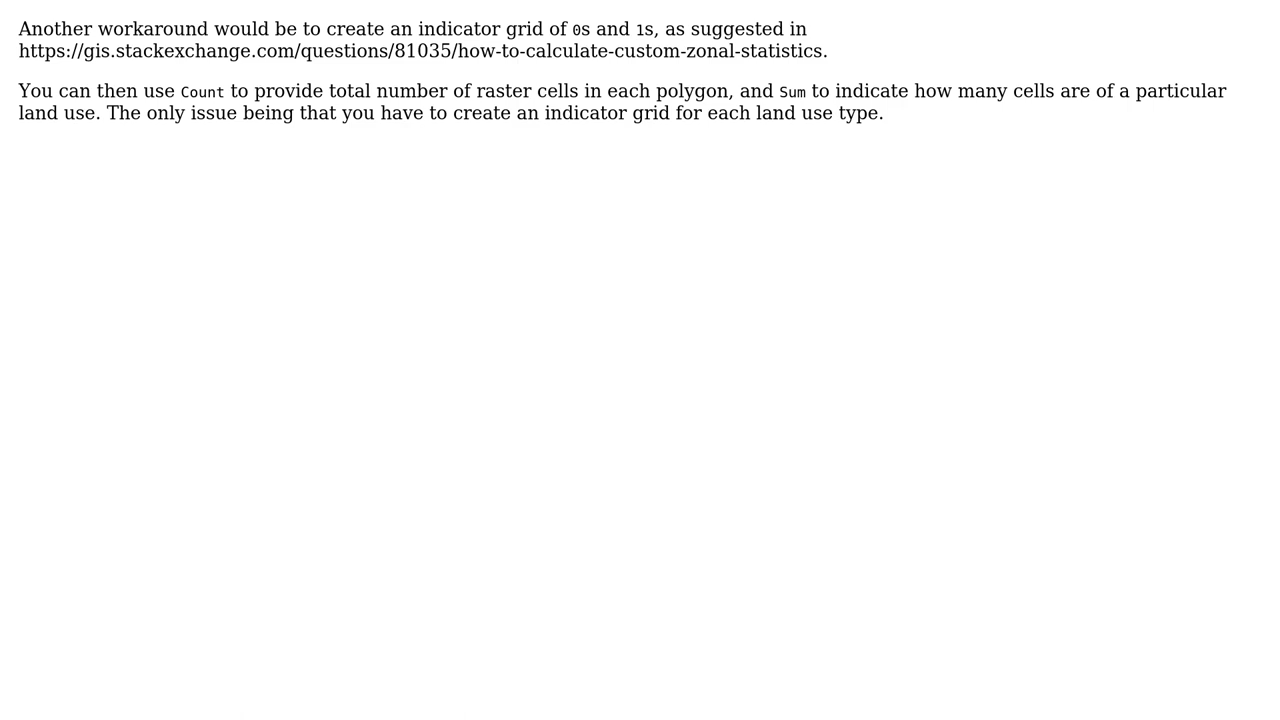 Another workaround would be to create an indicator grid of 0s and 1s, as suggested in
https://gis.stackexchange.com/questions/81035/how-to-calculate-custom-zonal-statistics.
You can then use Count to provide total number of raster cells in each polygon, and Sum to indicate how many cells are of a particular
land use. The only issue being that you have to create an indicator grid for each land use type.